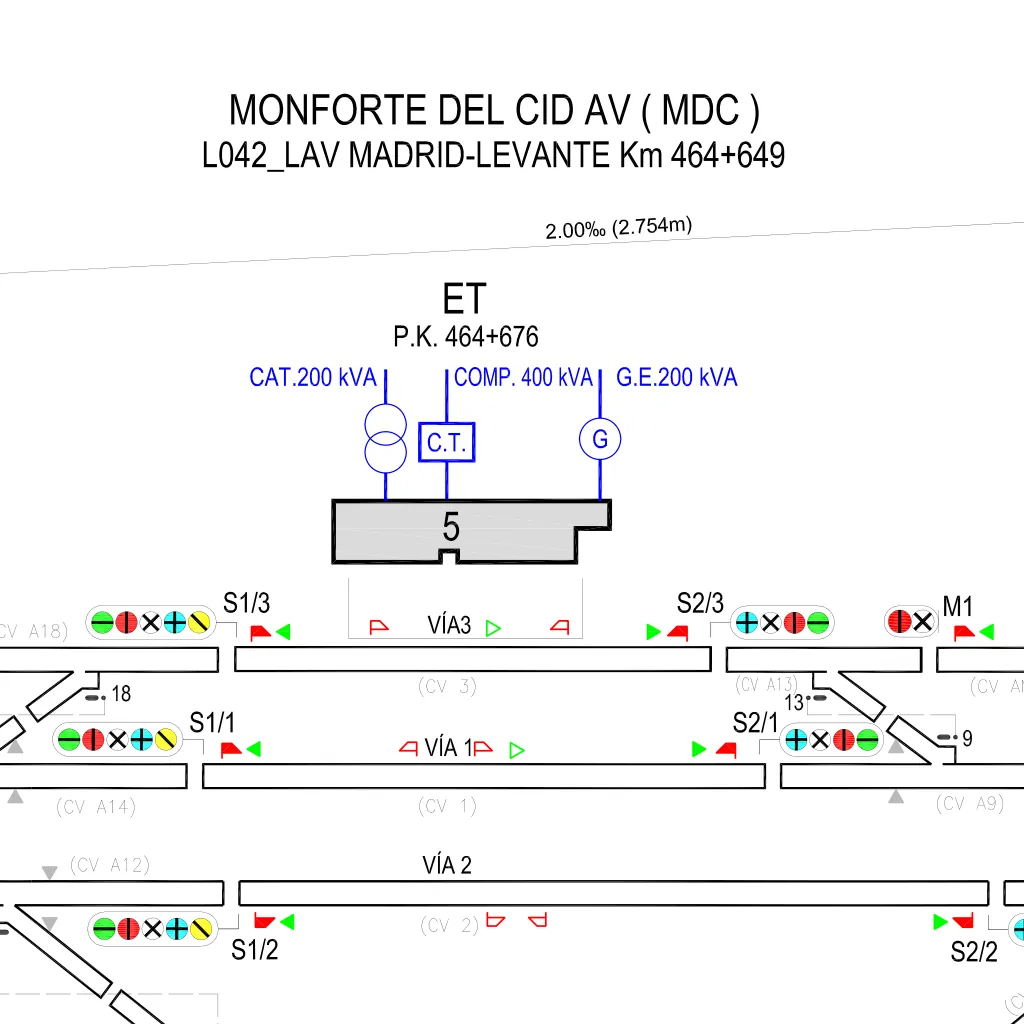 MONFORTE DEL CID AV ( MDC )
L042_LAV MADRID-LEVANTE Km 464+649
2.00‰ (2.754m)
ET
P.K. 464+676
CAT.200 kVA COMP. 400 kVA G.E.200 kVA
C.T. G
5
CV A18) S1/3 VÍA3 S2/3 M1
(CV 3) (CV A13) (CV A
18 13
S1/1 VÍA 1 S2/1 9
(CV A14) (CV 1) (CV A9)
(CV A12) VÍA 2
(CV 2)
S1/2 S2/2